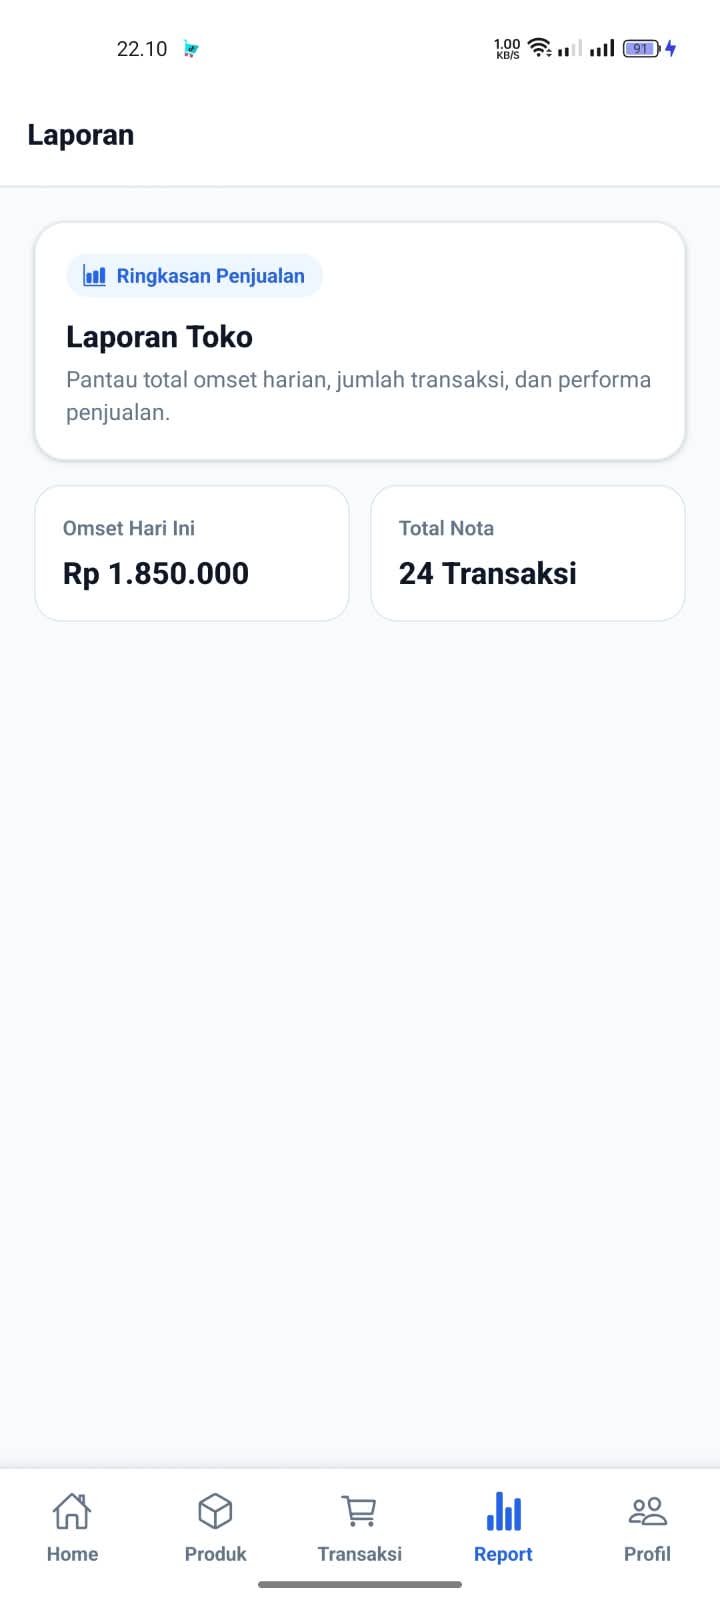 22.10
1.00
KB/S
91
Laporan
Ringkasan Penjualan
Laporan Toko
Pantau total omset harian, jumlah transaksi, dan performa
penjualan.
Omset Hari Ini
Rp 1.850.000
Total Nota
24 Transaksi
Home
Produk
Transaksi
Report
Profil